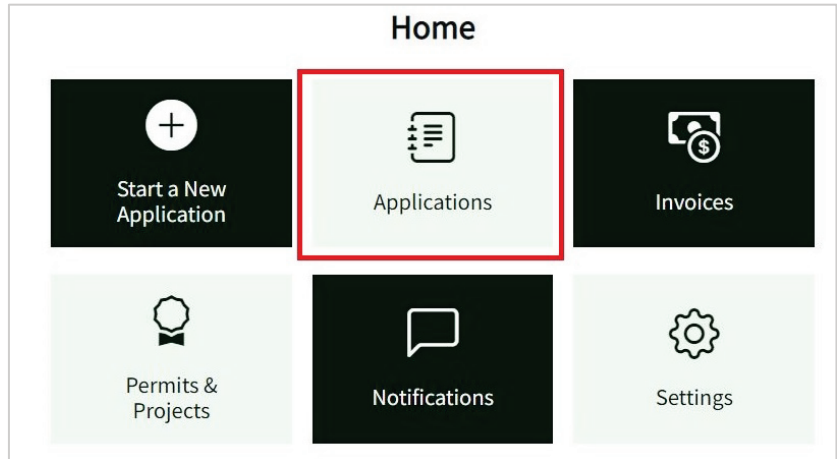 Home
Start a New
Application
Applications
Invoices
Permits &
Projects
Notifications
Settings